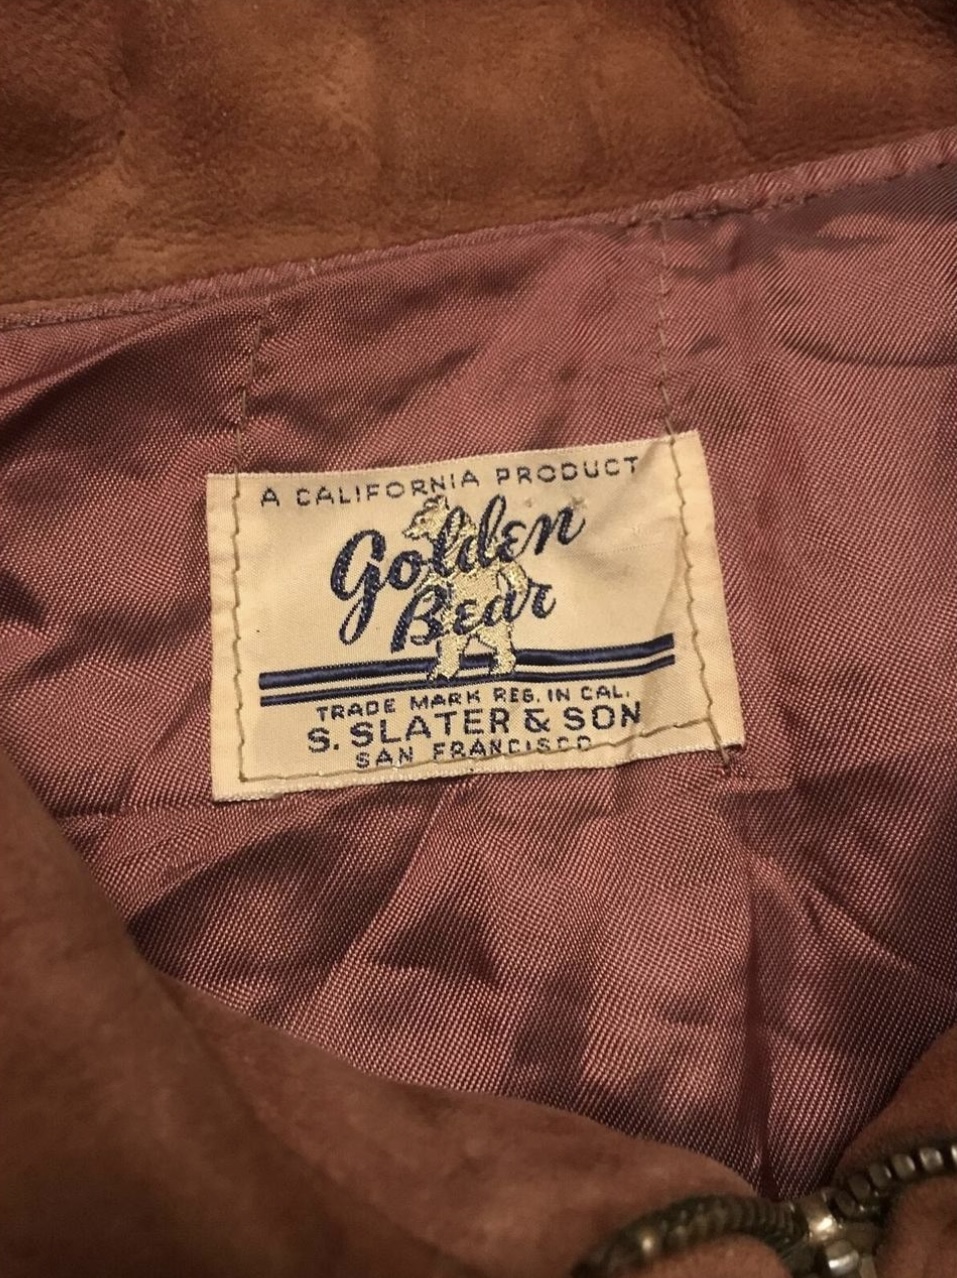 A CALIFORNIA PRODUCT
Golden
Bear
TRADE MARK REG. IN CAL.
S. SLATER & SON
SAN FRANCISCO